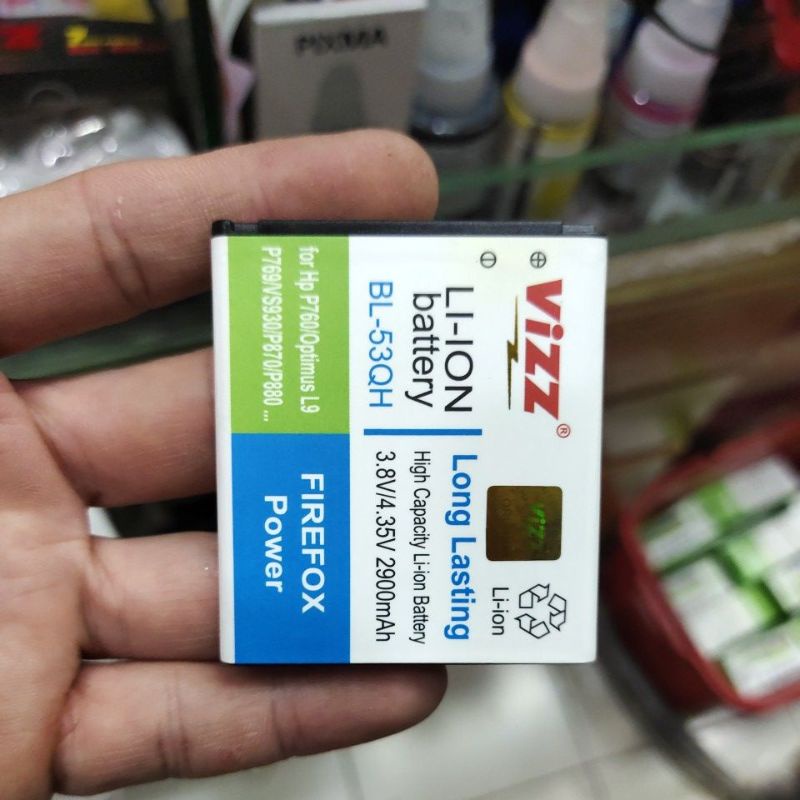 PIXMA
Vizz®
LI-ION
battery
BL-53QH
Long Lasting
High Capacity Li-ion Battery
3.8V/4.35V 2900mAh
Vizz
Li-ion
for Hp P760/Optimus L9
P769/VS930/P870/P880 ...
FIREFOX
Power